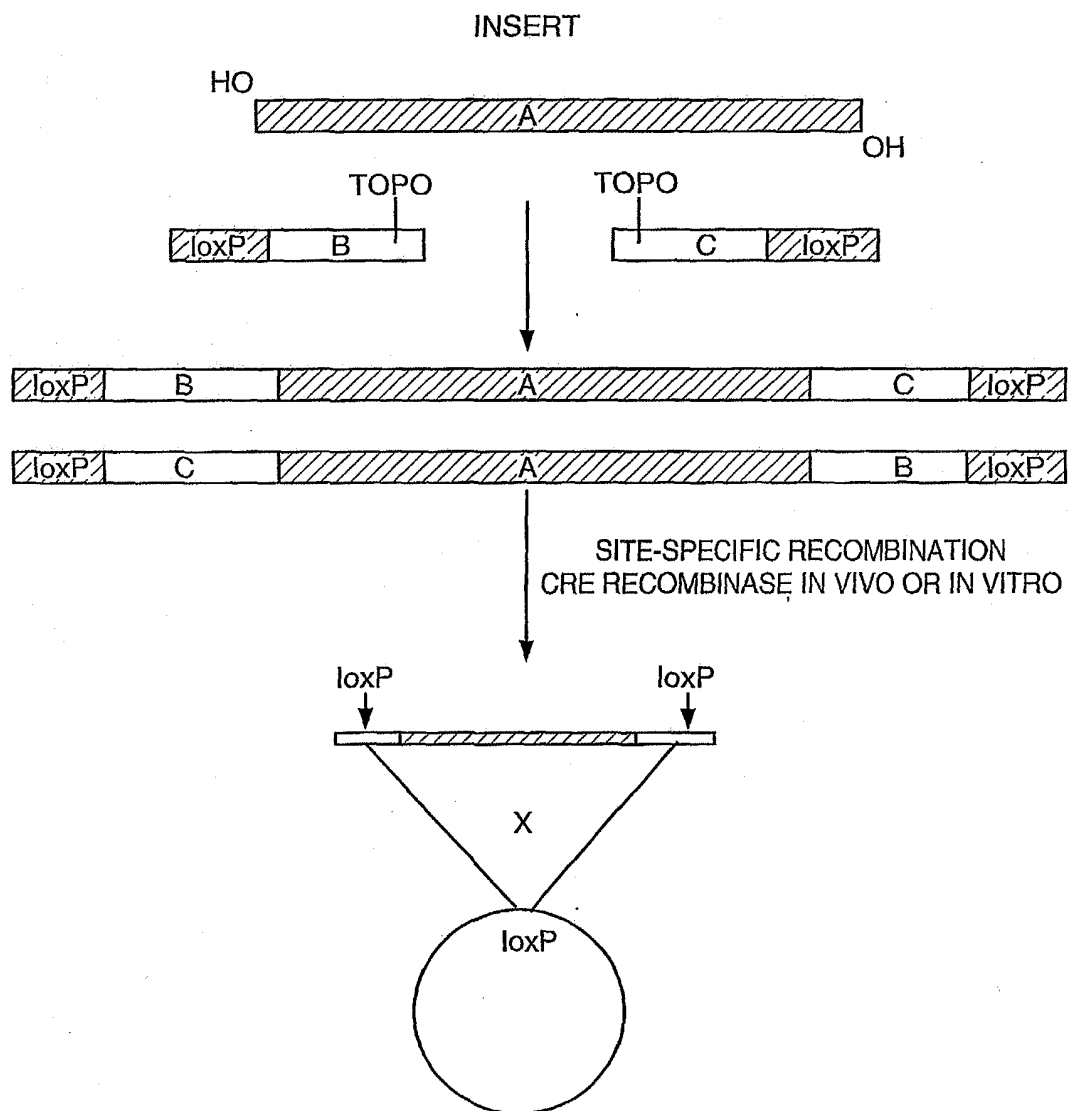 INSERT
HO
A
OH
TOPO
TOPO
loxP B
C loxP
loxP B A C loxP
loxP C A B loxP
SITE-SPECIFIC RECOMBINATION
CRE RECOMBINASE IN VIVO OR IN VITRO
loxP
loxP
X
loxP